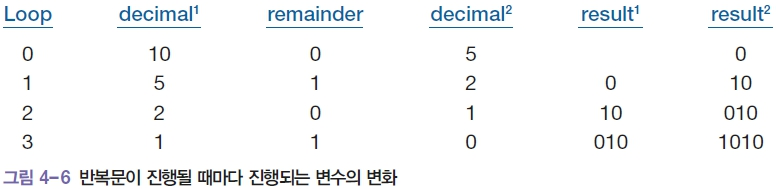 Loop decimal¹ remainder decimal² result¹ result²
0 10 0 5 0
1 5 1 2 0 10
2 2 0 1 10 010
3 1 1 0 010 1010
그림 4-6 반복문이 진행될 때마다 진행되는 변수의 변화